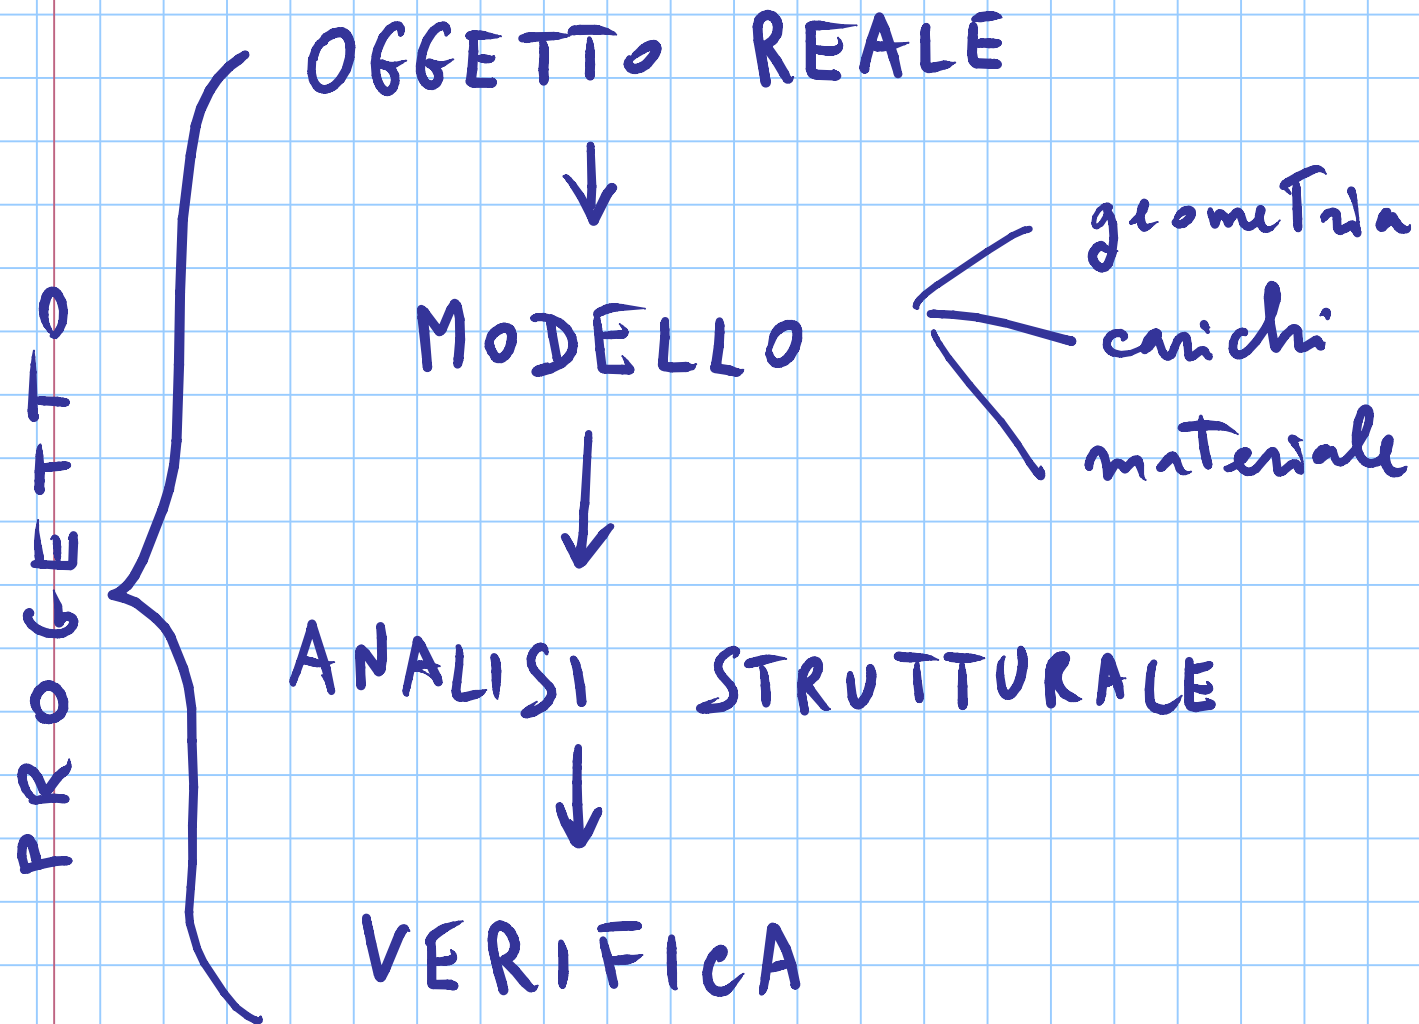 PROGETTO
OGGETTO REALE
MODELLO
geometria
carichi
materiale
ANALISI STRUTTURALE
VERIFICA